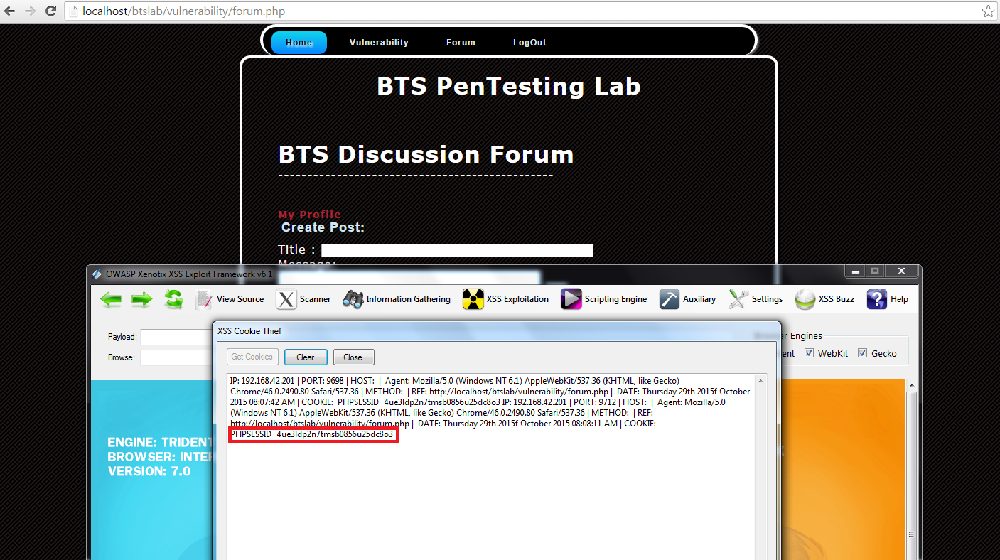 localhost/btslab/vulnerability/forum.php
Home Vulnerability Forum LogOut
BTS PenTesting Lab
-----------------------------------------------
BTS Discussion Forum
-----------------------------------------------
My Profile
Create Post:
Title :
Message:
OWASP Xenotix XSS Exploit Framework v6.1
View Source X Scanner Information Gathering XSS Exploitation Scripting Engine Auxiliary Settings XSS Buzz ? Help
XSS Cookie Thief
Payload:
Browse:
Engines
WebKit Gecko
Get Cookies Clear Close
IP: 192.168.42.201 | PORT: 9698 | HOST: | Agent: Mozilla/5.0 (Windows NT 6.1) AppleWebKit/537.36 (KHTML, like Gecko)
Chrome/46.0.2490.80 Safari/537.36 | METHOD: | REF: http://localhost/btslab/vulnerability/forum.php | DATE: Thursday 29th 2015f October
2015 08:07:42 AM | COOKIE: PHPSESSID=4ue3ldp2n7tmsb0856u25dc8o3 IP: 192.168.42.201 | PORT: 9712 | HOST: | Agent: Mozilla/5.0
(Windows NT 6.1) AppleWebKit/537.36 (KHTML, like Gecko) Chrome/46.0.2490.80 Safari/537.36 | METHOD: | REF:
http://localhost/btslab/vulnerability/forum.php | DATE: Thursday 29th 2015f October 2015 08:08:11 AM | COOKIE:
PHPSESSID=4ue3ldp2n7tmsb0856u25dc8o3
ENGINE: TRIDENT
BROWSER: INTE
VERSION: 7.0